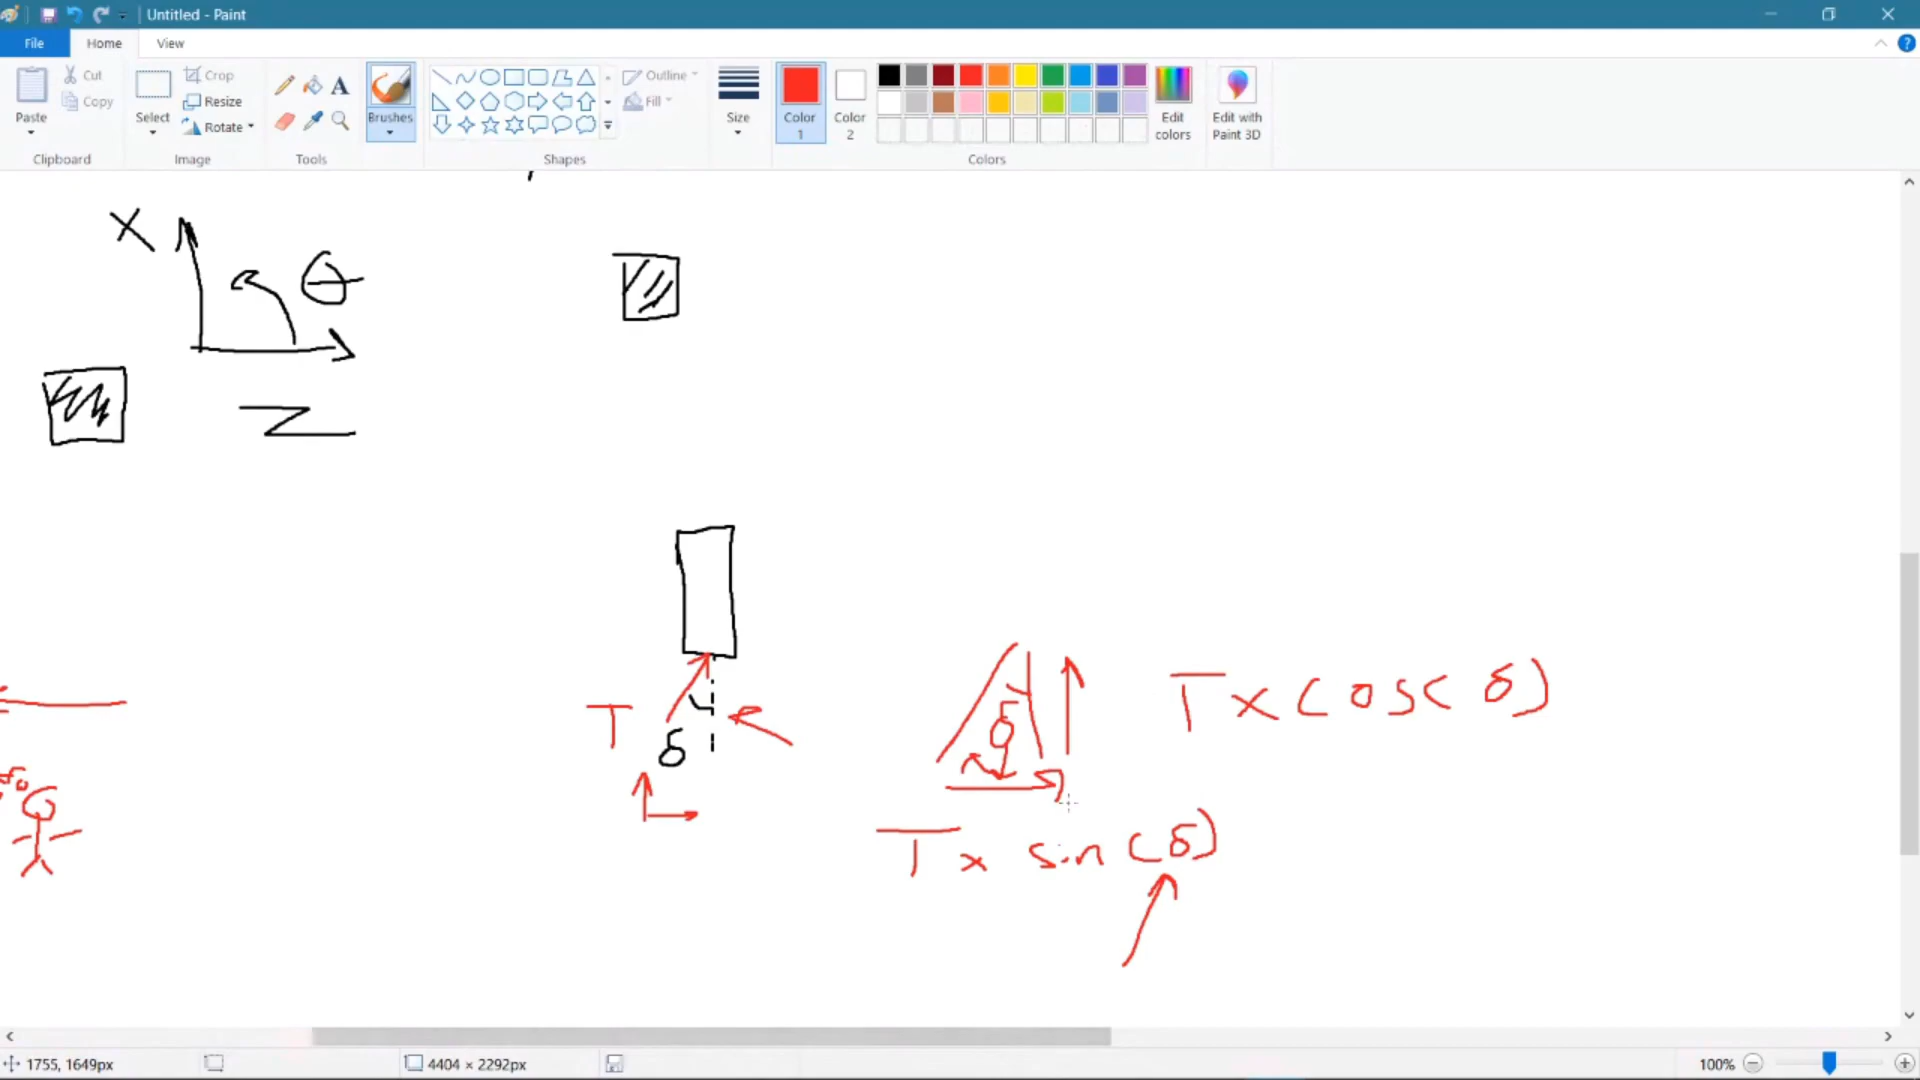 Untitled - Paint
File Home View
Paste
Cut
Copy
Clipboard
Select
Crop
Resize
Rotate
Image
Tools
Brushes
Shapes
Outline
Fill
Size
Color 1
Color 2
Colors
Edit colors
Edit with Paint 3D
X
θ
Z
T
δ
δ
T x cos(δ)
T x sin(δ)
1755, 1649px
4404 × 2292px
100%